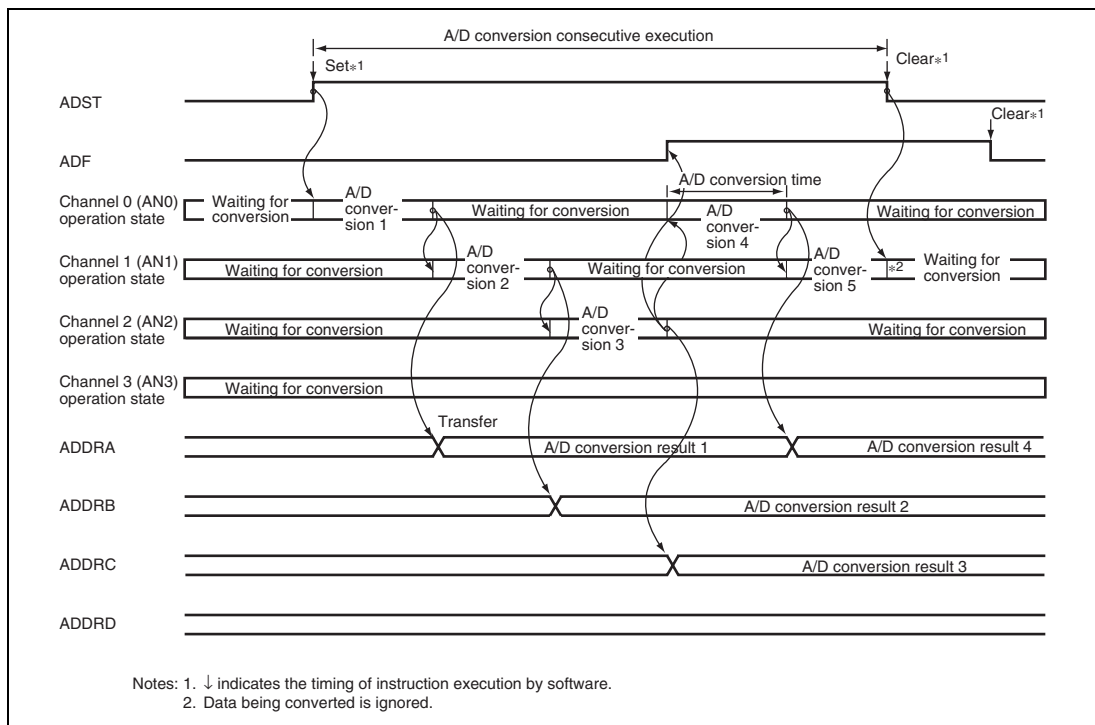 A/D conversion consecutive execution
Set*1
Clear*1
ADST
Clear*1
ADF
A/D conversion time
Channel 0 (AN0)
operation state
Waiting for
conversion
A/D
conver-
sion 1
Waiting for conversion
A/D
conver-
sion 4
Waiting for conversion
Channel 1 (AN1)
operation state
Waiting for conversion
A/D
conver-
sion 2
Waiting for conversion
A/D
conver-
sion 5
*2
Waiting for
conversion
Channel 2 (AN2)
operation state
Waiting for conversion
A/D
conver-
sion 3
Waiting for conversion
Channel 3 (AN3)
operation state
Waiting for conversion
Transfer
ADDRA
A/D conversion result 1
A/D conversion result 4
ADDRB
A/D conversion result 2
ADDRC
A/D conversion result 3
ADDRD
Notes: 1. ↓ indicates the timing of instruction execution by software.
2. Data being converted is ignored.